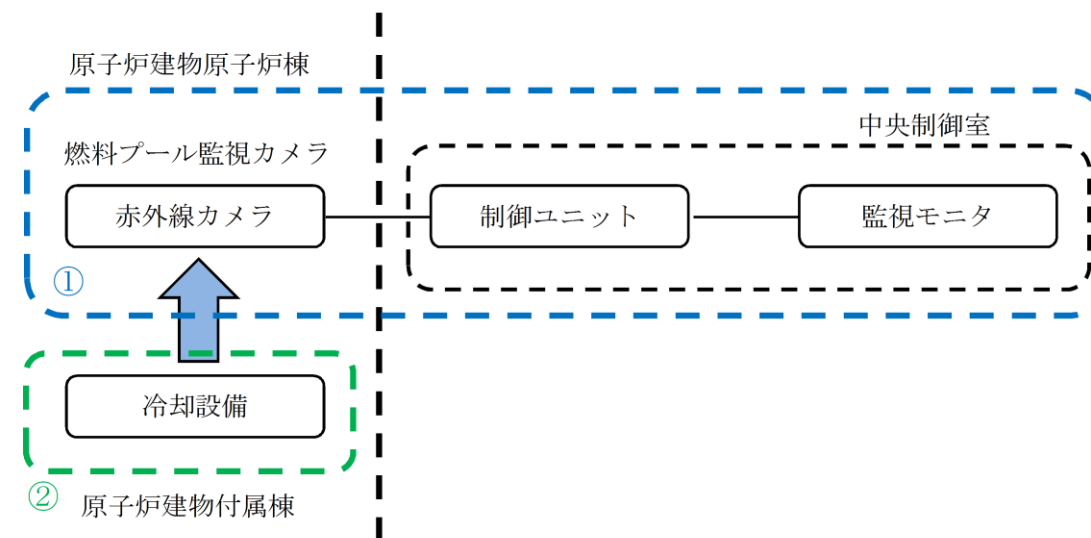 原子炉建物原子炉棟
中央制御室
燃料プール監視カメラ
赤外線カメラ
制御ユニット
監視モニタ
①
冷却設備
②
原子炉建物付属棟